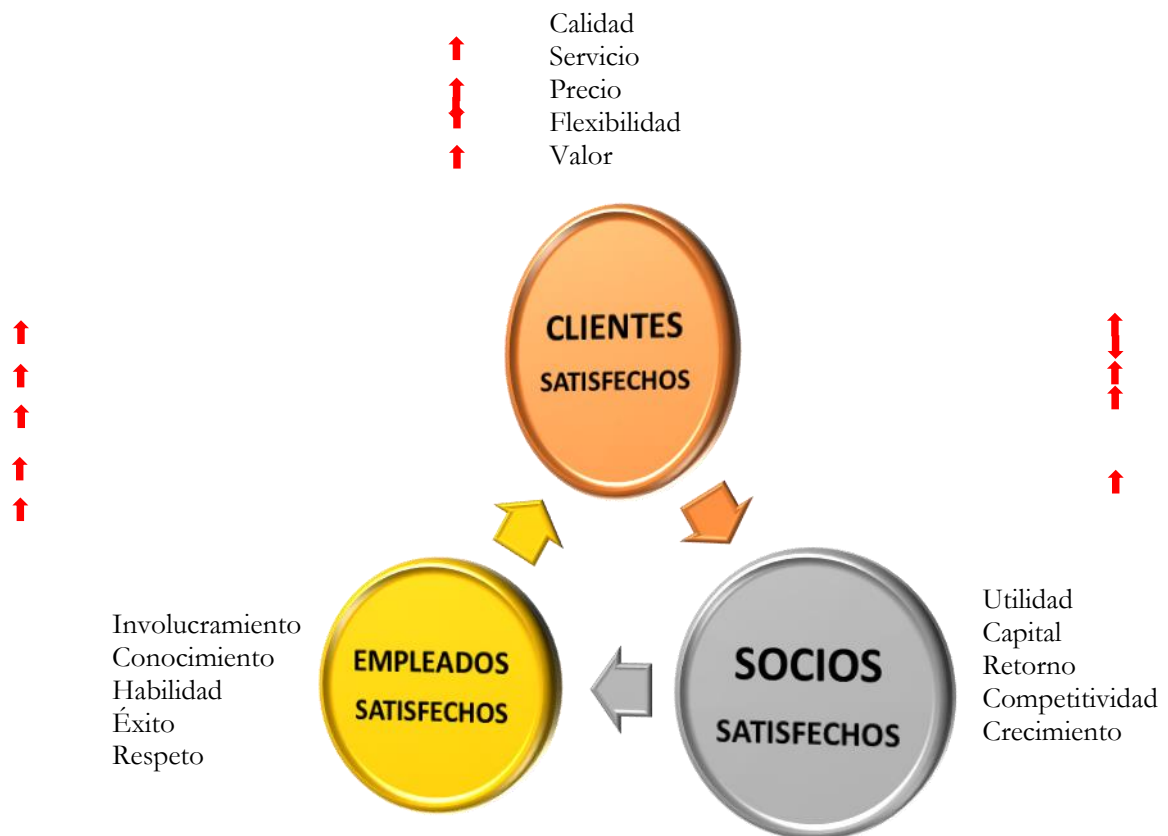 Calidad
Servicio
Precio
Flexibilidad
Valor
CLIENTES
SATISFECHOS
Involucramiento
Conocimiento
Habilidad
Éxito
Respeto
EMPLEADOS
SATISFECHOS
SOCIOS
SATISFECHOS
Utilidad
Capital
Retorno
Competitividad
Crecimiento